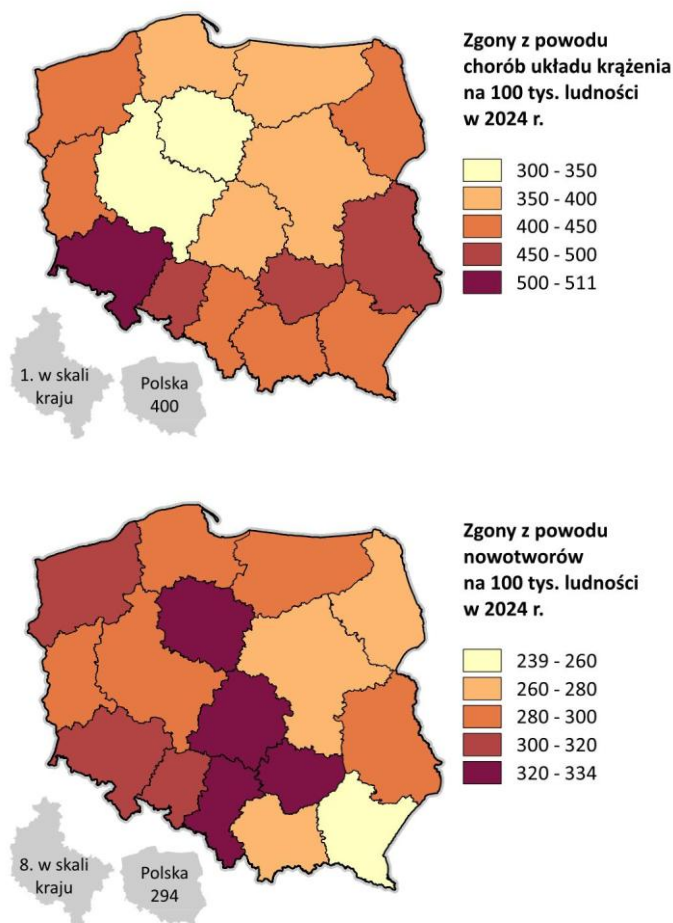 Zgony z powodu
chorób układu krążenia
na 100 tys. ludności
w 2024 r.
300 - 350
350 - 400
400 - 450
450 - 500
500 - 511
1. w skali
kraju
Polska
400
Zgony z powodu
nowotworów
na 100 tys. ludności
w 2024 r.
239 - 260
260 - 280
280 - 300
300 - 320
320 - 334
8. w skali
kraju
Polska
294